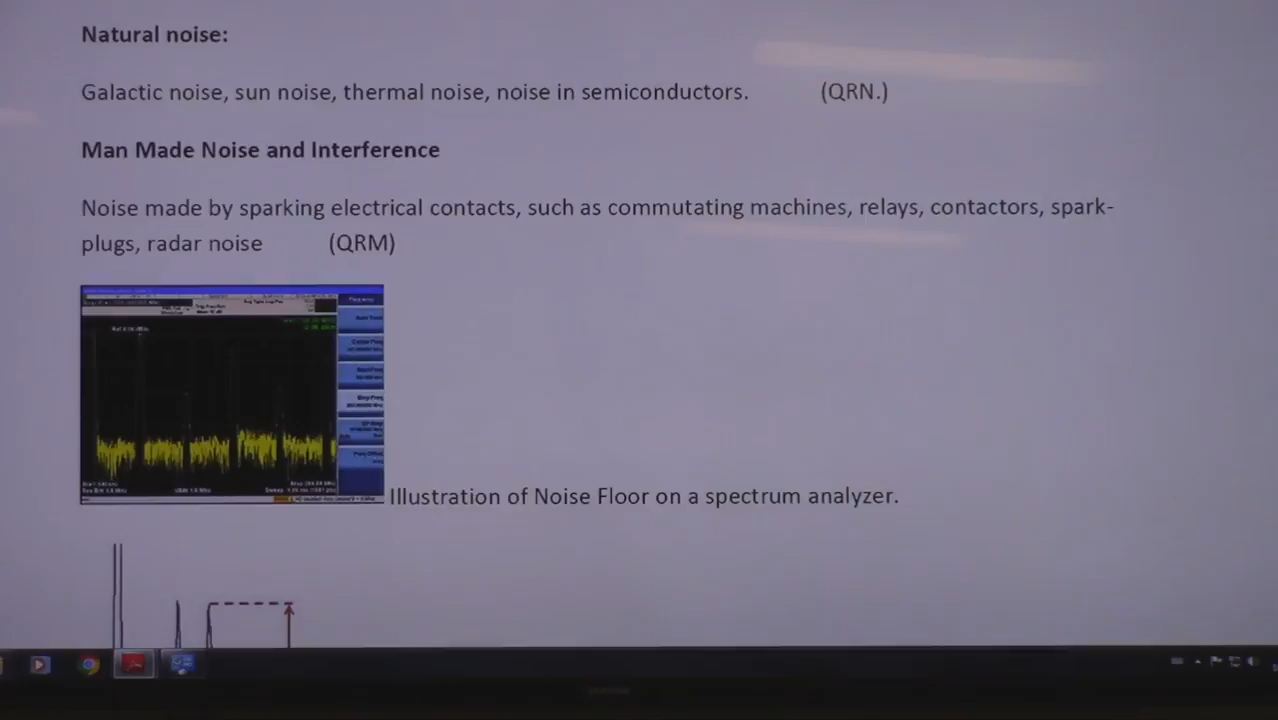 Natural noise:
Galactic noise, sun noise, thermal noise, noise in semiconductors. (QRN.)
Man Made Noise and Interference
Noise made by sparking electrical contacts, such as commutating machines, relays, contactors, spark-
plugs, radar noise (QRM)
Illustration of Noise Floor on a spectrum analyzer.